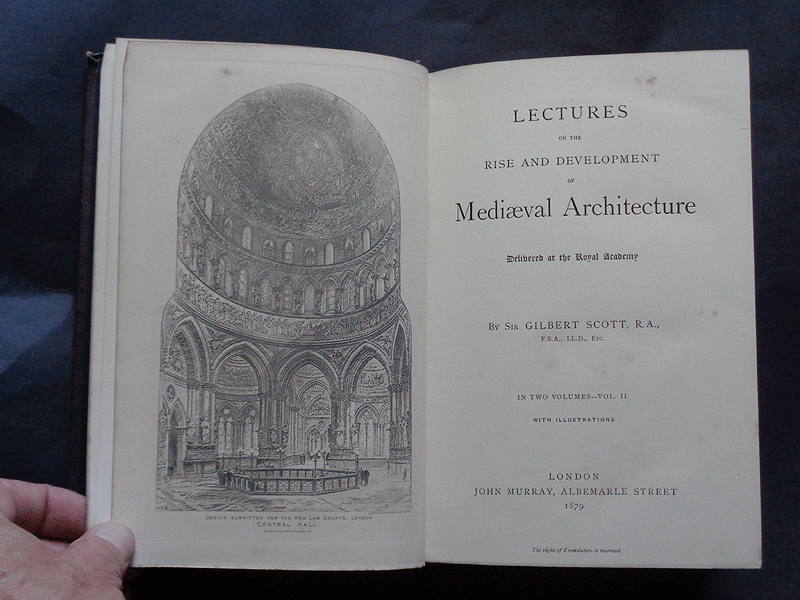 DESIGN SUBMITTED FOR THE NEW LAW COURTS, LONDON
CENTRAL HALL
LECTURES
ON THE
RISE AND DEVELOPMENT
OF
Mediæval Architecture
Delivered at the Royal Academy
BY SIR GILBERT SCOTT, R.A.,
F.S.A., LL.D., ETC.
IN TWO VOLUMES—VOL. II.
WITH ILLUSTRATIONS
LONDON
JOHN MURRAY, ALBEMARLE STREET
1879
The right of Translation is reserved.